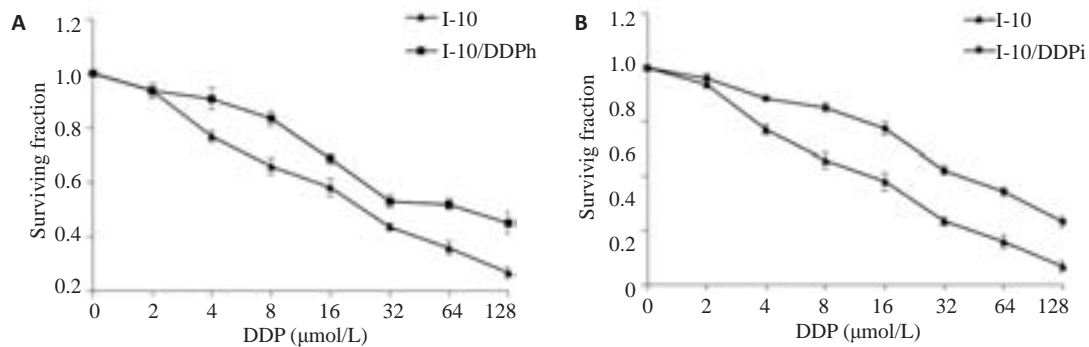 A
I-10
I-10/DDPh
Surviving fraction
1.2
1.0
0.8
0.6
0.4
0.2
0 2 4 8 16 32 64 128
DDP (μmol/L)
B
I-10
I-10/DDPi
Survivig fraction
1.2
1.0
0.8
0.6
0.4
0.2
0
0 2 4 8 16 32 64 128
DDP (μmol/L)